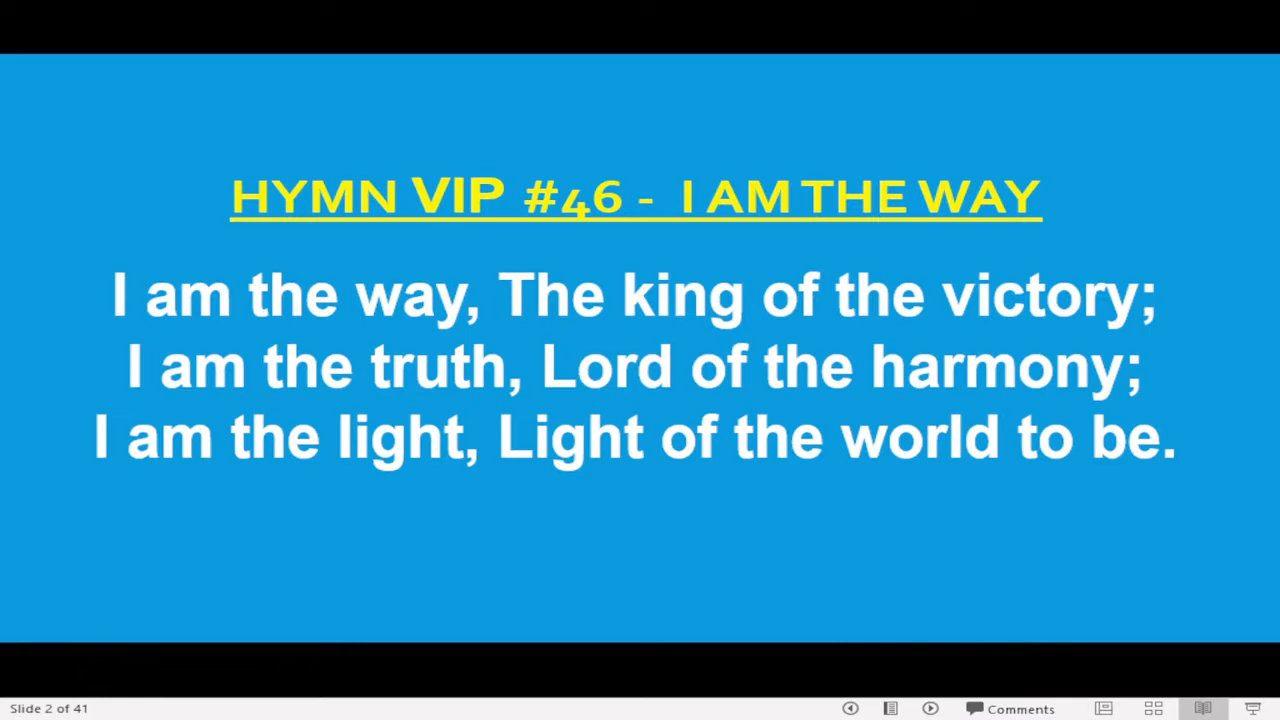 HYMN VIP #46 - I AM THE WAY
I am the way, The king of the victory;
I am the truth, Lord of the harmony;
I am the light, Light of the world to be.
Slide 2 of 41
Comments